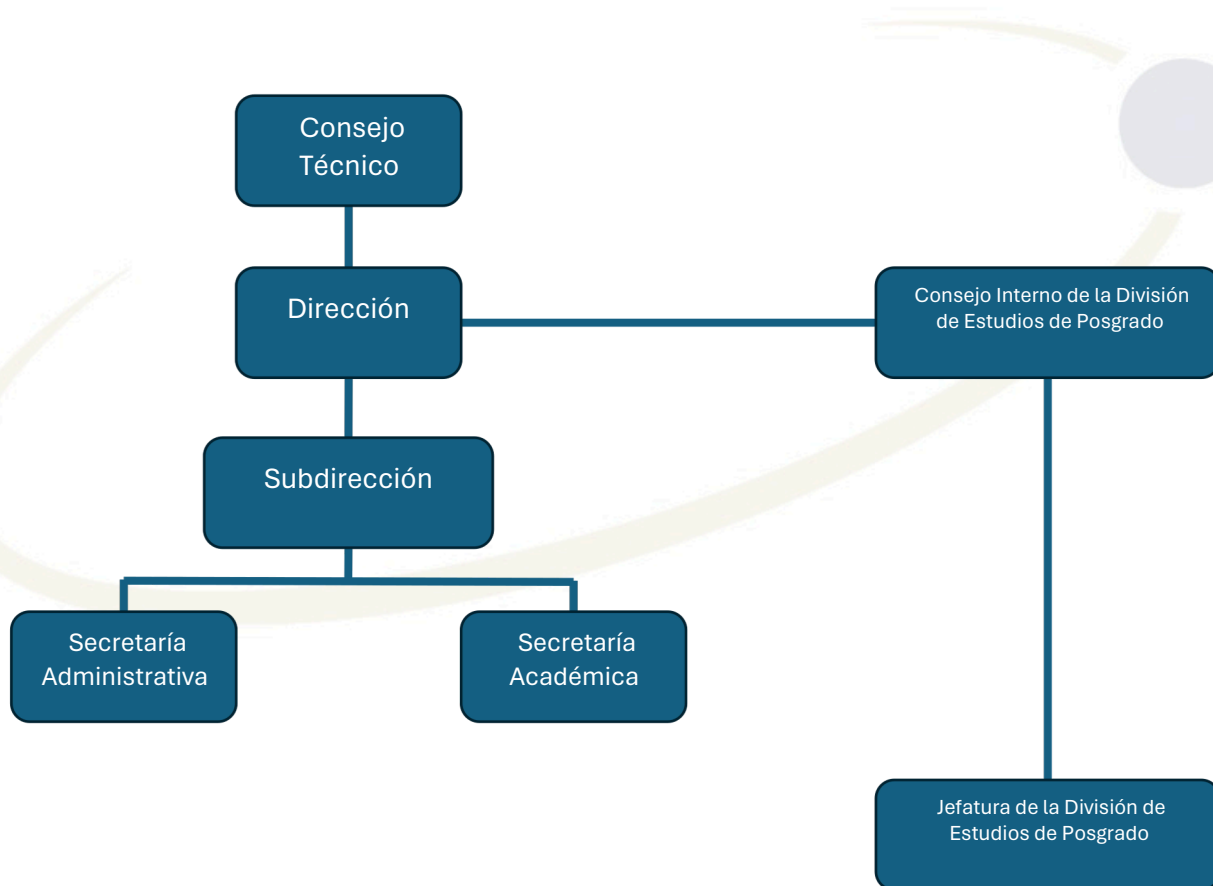 Consejo
Técnico
Dirección
Consejo Interno de la División
de Estudios de Posgrado
Subdirección
Secretaría
Administrativa
Secretaría
Académica
Jefatura de la División de
Estudios de Posgrado